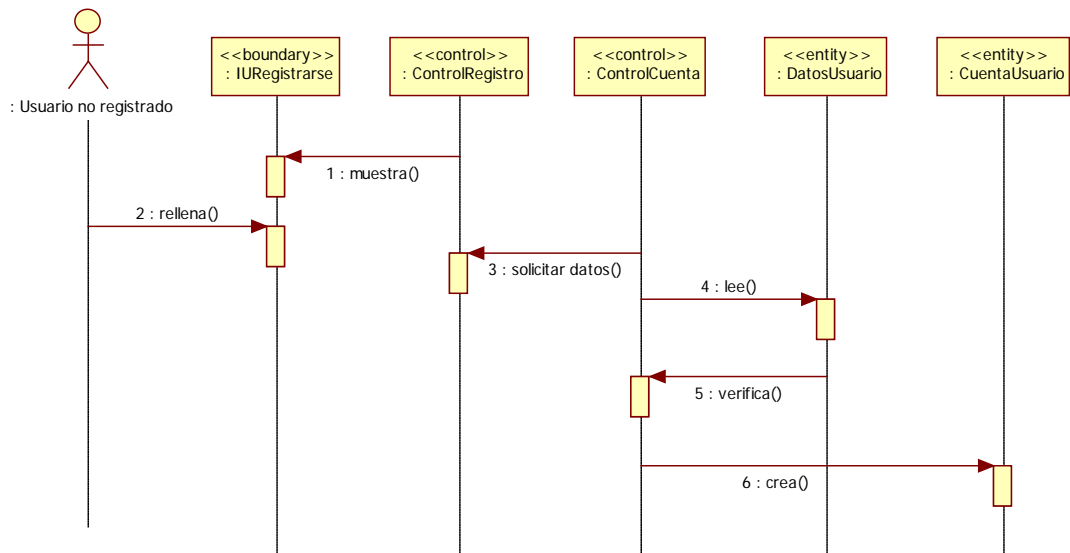 : Usuario no registrado
<<boundary>>
: IURegistrarse
<<control>>
: ControlRegistro
<<control>>
: ControlCuenta
<<entity>>
: DatosUsuario
<<entity>>
: CuentaUsuario
1 : muestra()
2 : rellena()
3 : solicitar datos()
4 : lee()
5 : verifica()
6 : crea()